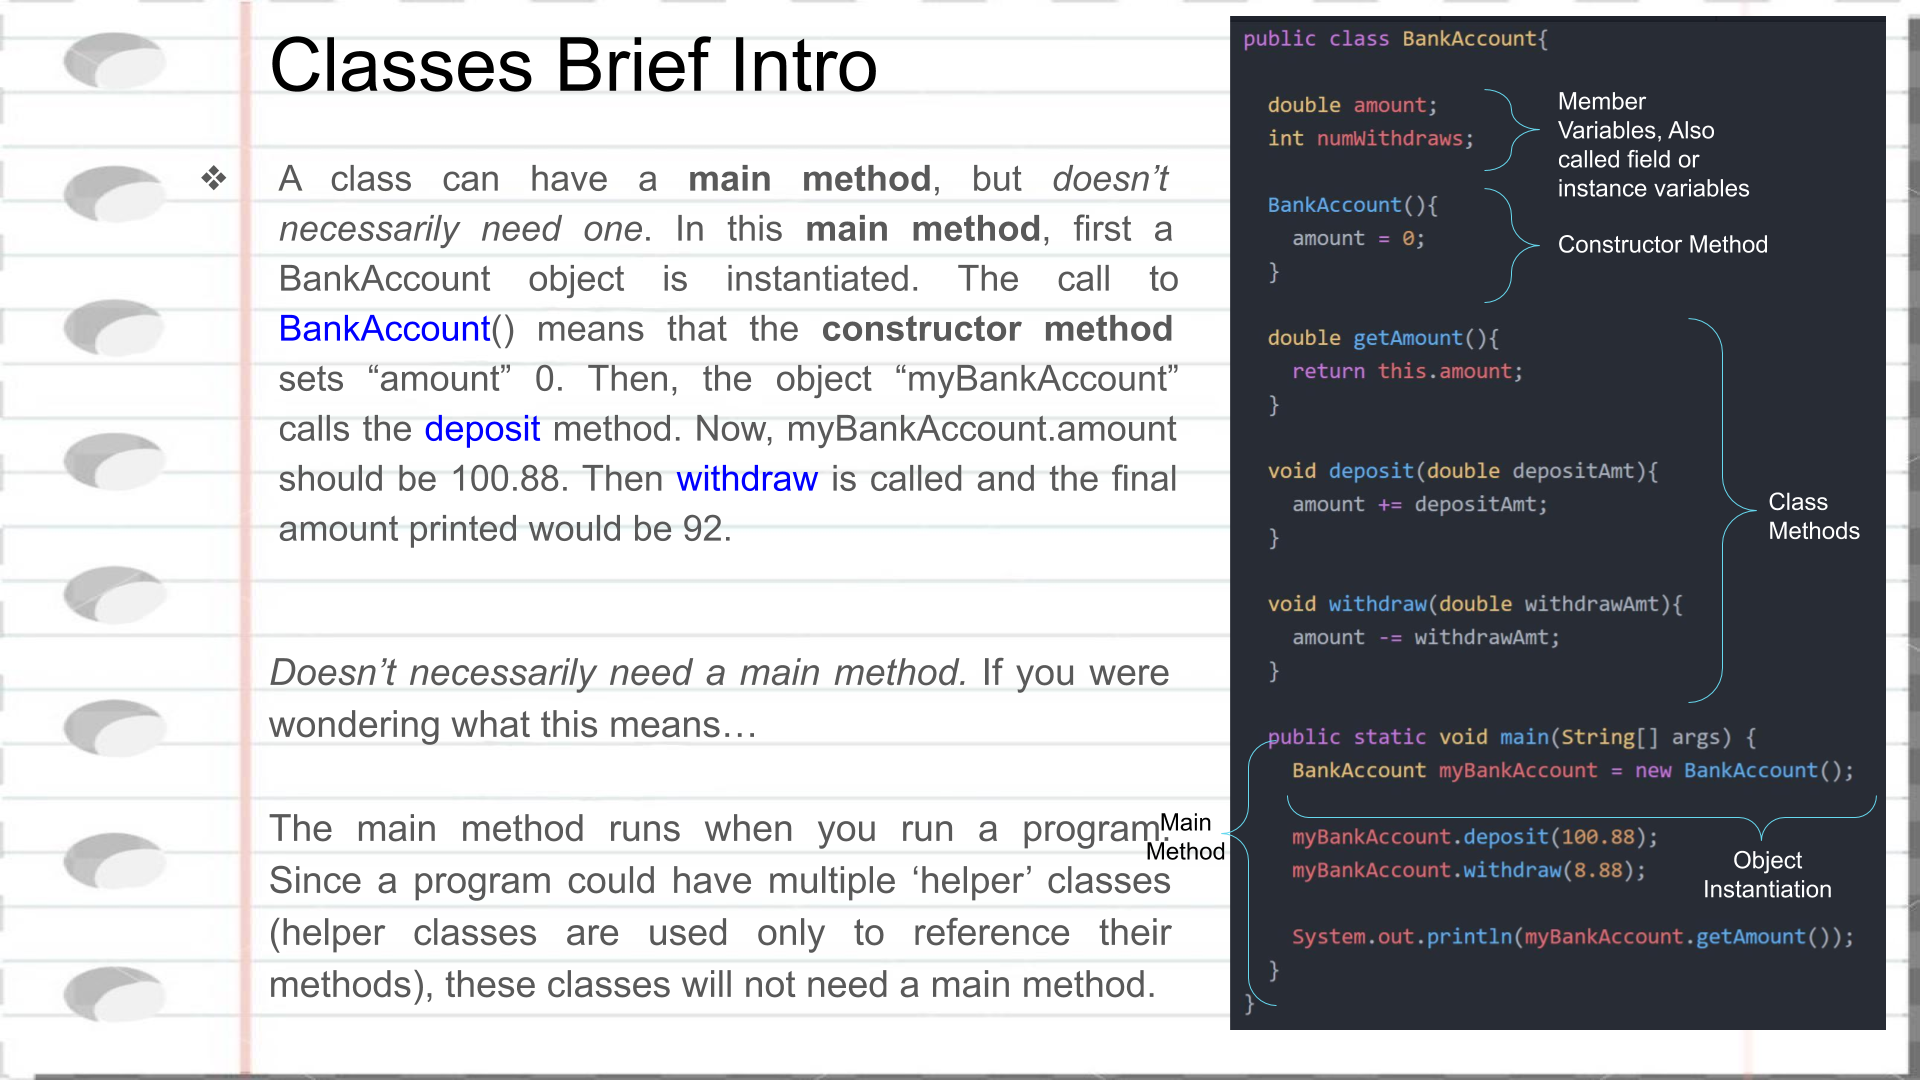 Classes Brief Intro
❖ A class can have a main method, but doesn’t
necessarily need one. In this main method, first a
BankAccount object is instantiated. The call to
BankAccount() means that the constructor method
sets “amount” 0. Then, the object “myBankAccount”
calls the deposit method. Now, myBankAccount.amount
should be 100.88. Then withdraw is called and the final
amount printed would be 92.
Doesn’t necessarily need a main method. If you were
wondering what this means…
The main method runs when you run a program.
Since a program could have multiple ‘helper’ classes
(helper classes are used only to reference their
methods), these classes will not need a main method.
public class BankAccount{
double amount;
int numWithdraws;
Member
Variables, Also
called field or
instance variables
BankAccount(){
amount = 0;
}
Constructor Method
double getAmount(){
return this.amount;
}
void deposit(double depositAmt){
amount += depositAmt;
}
void withdraw(double withdrawAmt){
amount -= withdrawAmt;
}
Class
Methods
public static void main(String[] args) {
BankAccount myBankAccount = new BankAccount();
myBankAccount.deposit(100.88);
myBankAccount.withdraw(8.88);
Object
Instantiation
System.out.println(myBankAccount.getAmount());
}
}
Main
Method